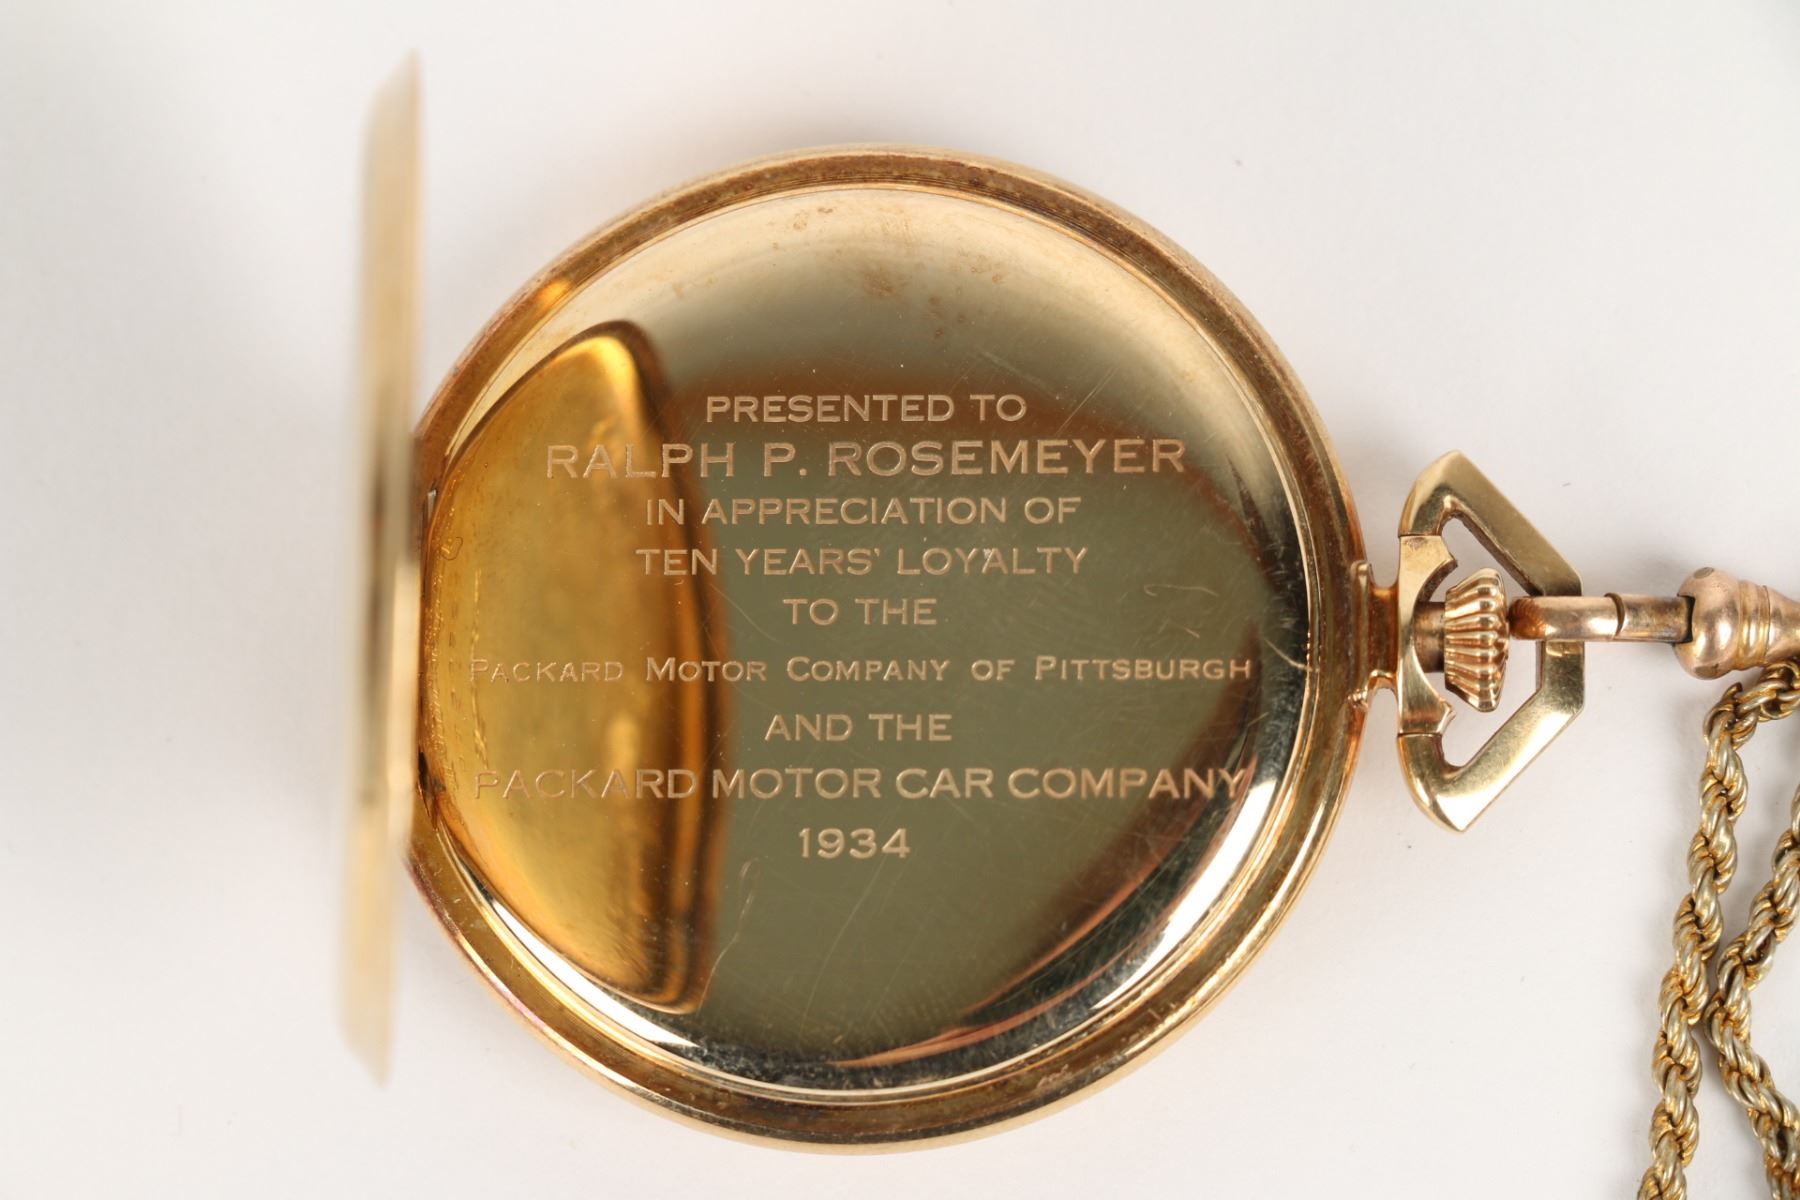 PRESENTED TO
RALPH P. ROSEMEYER
IN APPRECIATION OF
TEN YEARS' LOYALTY
TO THE
PACKARD MOTOR COMPANY OF PITTSBURGH
AND THE
PACKARD MOTOR CAR COMPANY
1934